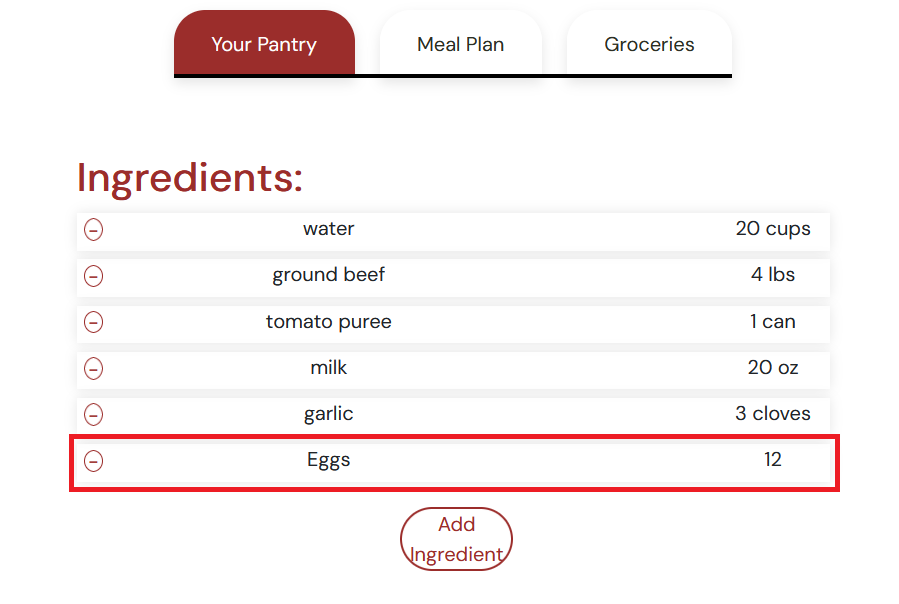 Your Pantry Meal Plan Groceries
Ingredients:
water 20 cups
ground beef 4 lbs
tomato puree 1 can
milk 20 oz
garlic 3 cloves
Eggs 12
Add
Ingredient